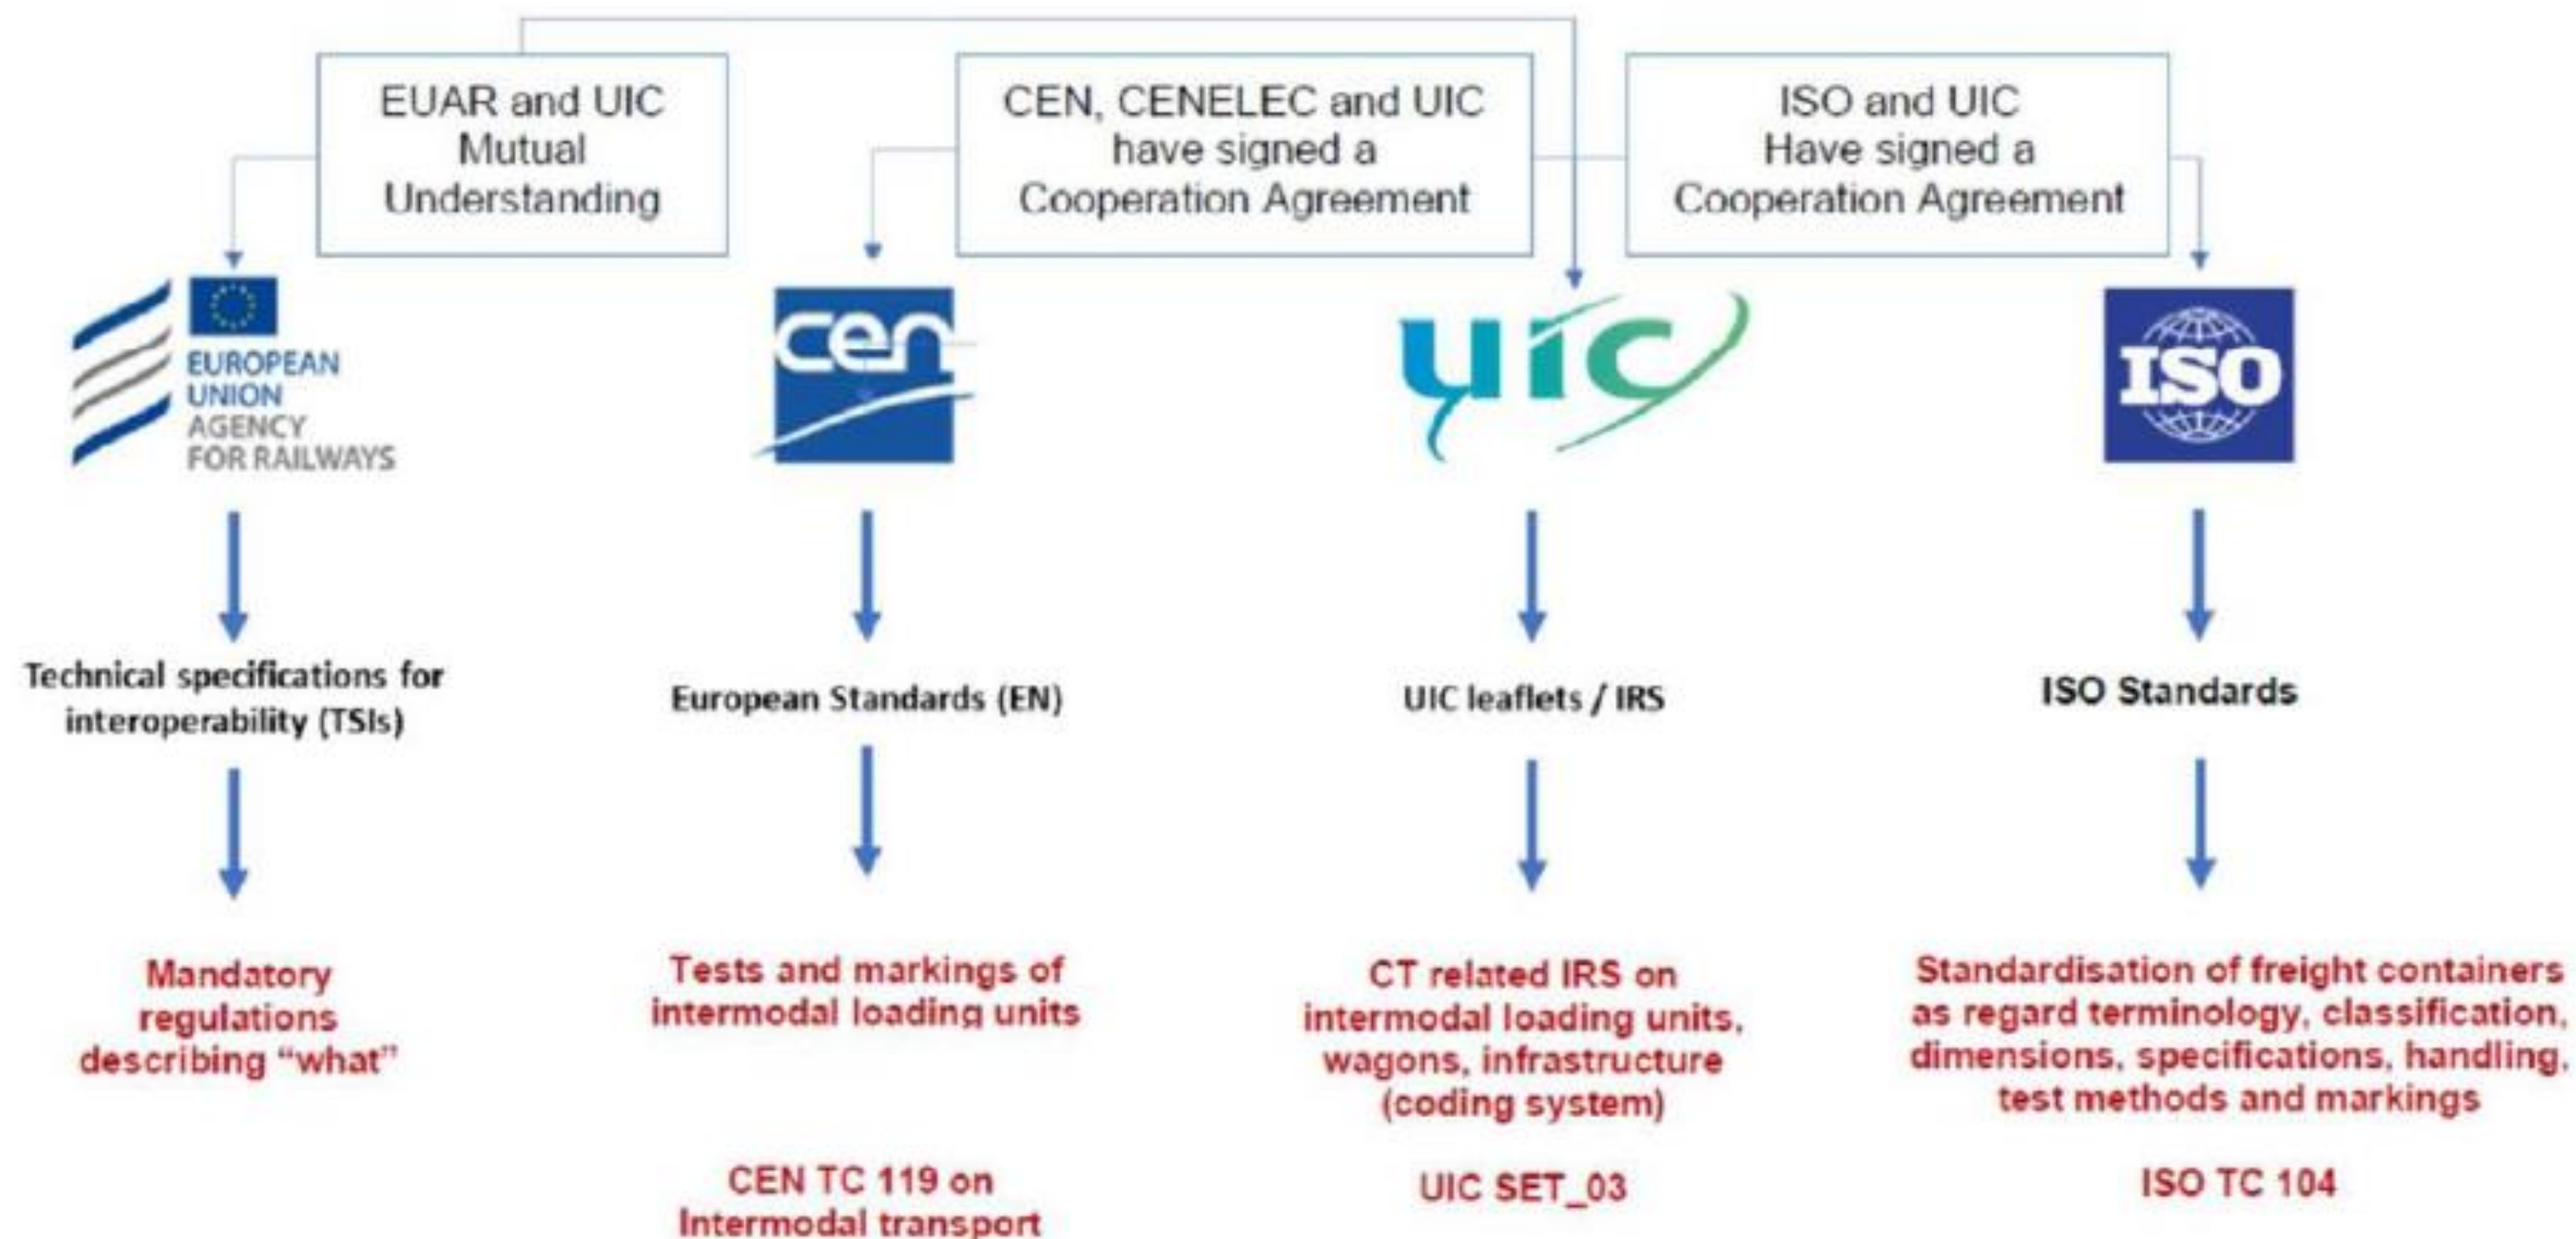 EUAR and UIC
Mutual
Understanding
CEN, CENELEC and UIC
have signed a
Cooperation Agreement
ISO and UIC
Have signed a
Cooperation Agreement
EUROPEAN
UNION
AGENCY
FOR RAILWAYS
cen
uic
ISO
Technical specifications for
interoperability (TSIs)
European Standards (EN)
UIC leaflets / IRS
ISO Standards
Mandatory
regulations
describing “what”
Tests and markings of
intermodal loading units
CEN TC 119 on
Intermodal transport
CT related IRS on
intermodal loading units,
wagons, infrastructure
(coding system)
UIC SET_03
Standardisation of freight containers
as regard terminology, classification,
dimensions, specifications, handling,
test methods and markings
ISO TC 104